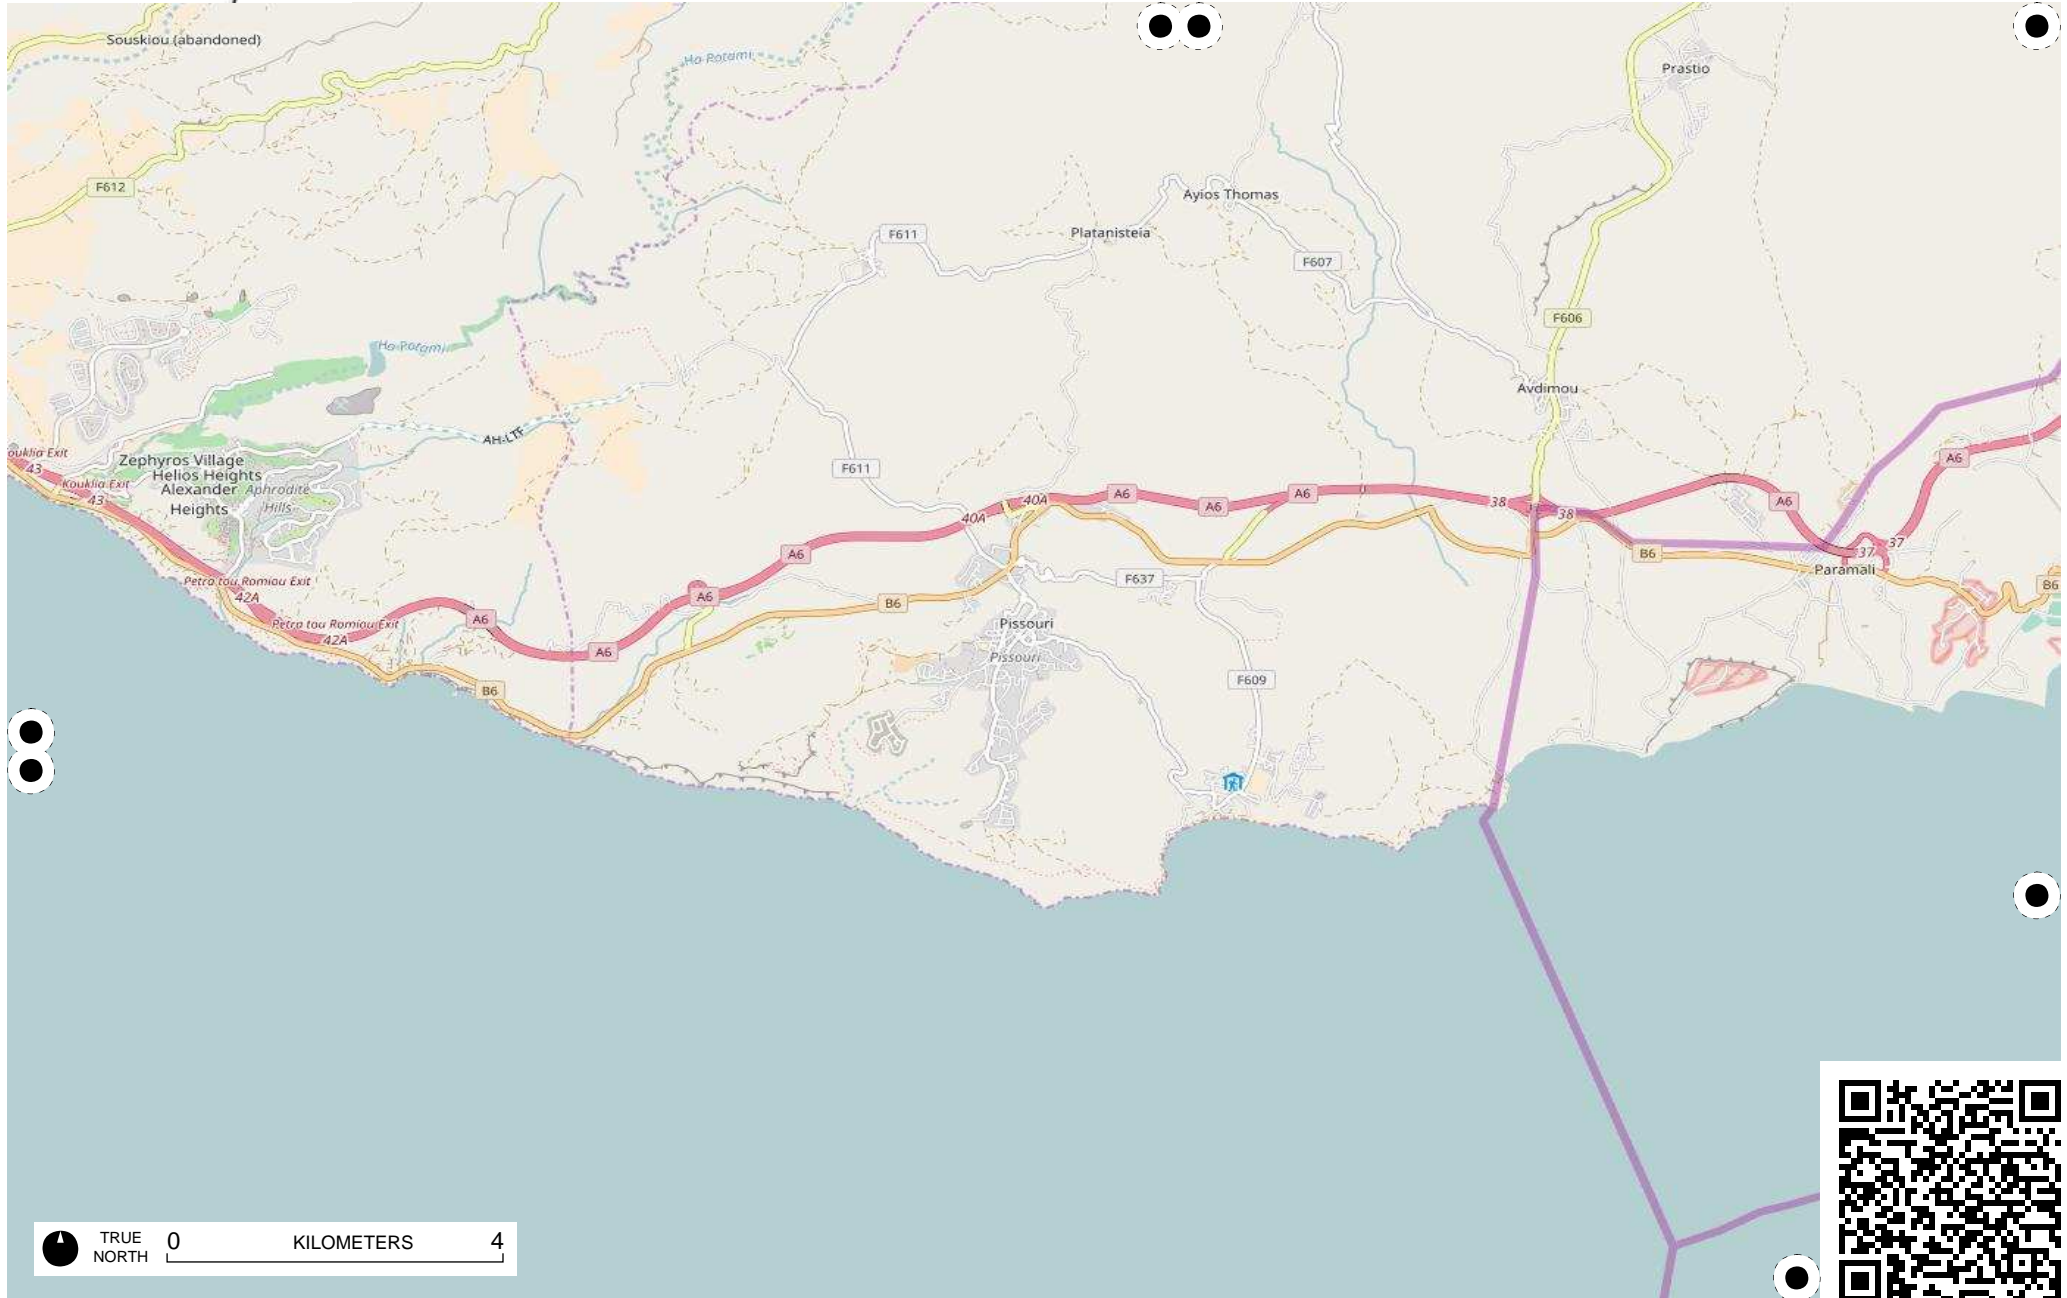 Souskiou (abandoned)
Ha Potami
Prastio
F612
Ayios Thomas
F611
Platanisteia
F607
F606
Ha Potami
Avdimou
AH-LTF
ouklia Exit
43
Zephyros Village
Helios Heights
Kouklia Exit
43
Alexander
Heights
Aphrodite
Hills
F611
A6
40A
A6
A6
A6
A6
38
38
A6
40A
A6
B6
37
37
Paramali
F637
Petra tou Romiou Exit
42A
A6
B6
B6
Petra tou Romiou Exit
42A
A6
Pissouri
A6
Pissouri
B6
F609
TRUE
NORTH
0
KILOMETERS
4